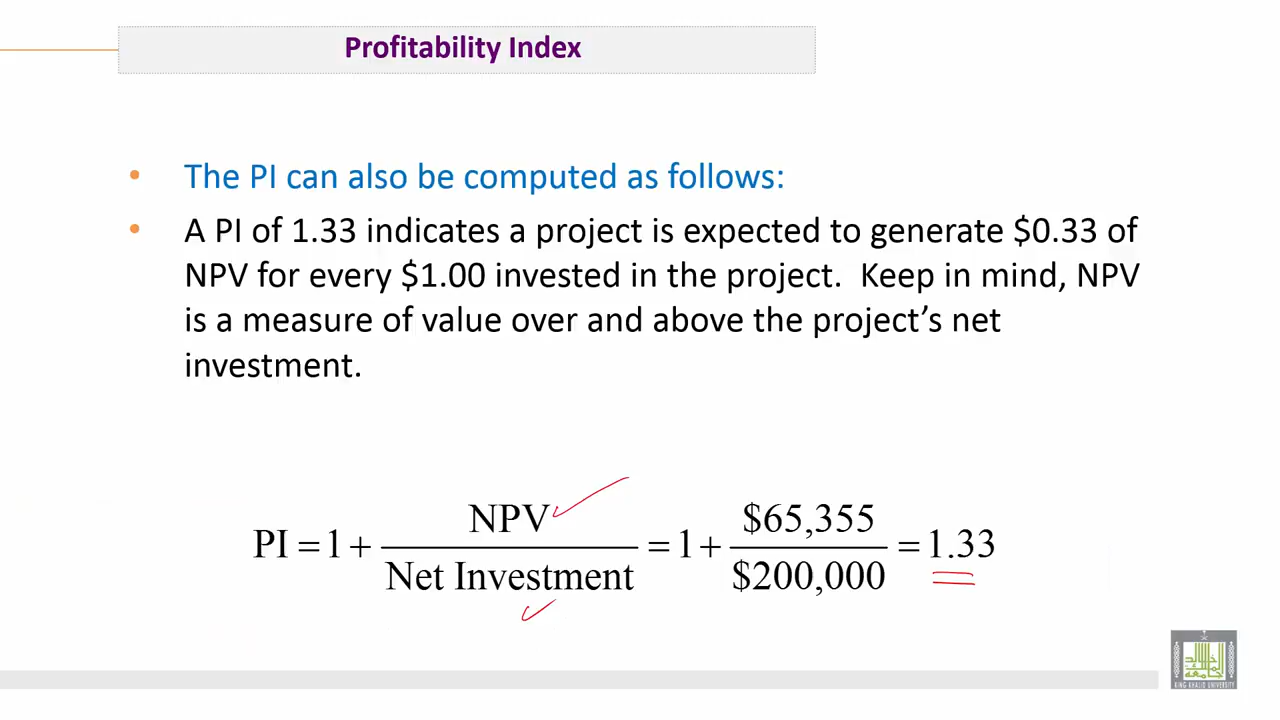 Profitability Index
• The PI can also be computed as follows:
• A PI of 1.33 indicates a project is expected to generate $0.33 of
NPV for every $1.00 invested in the project. Keep in mind, NPV
is a measure of value over and above the project’s net
investment.
PI = 1 + NPV / Net Investment = 1 + $65,355 / $200,000 = 1.33
KING KHALID UNIVERSITY